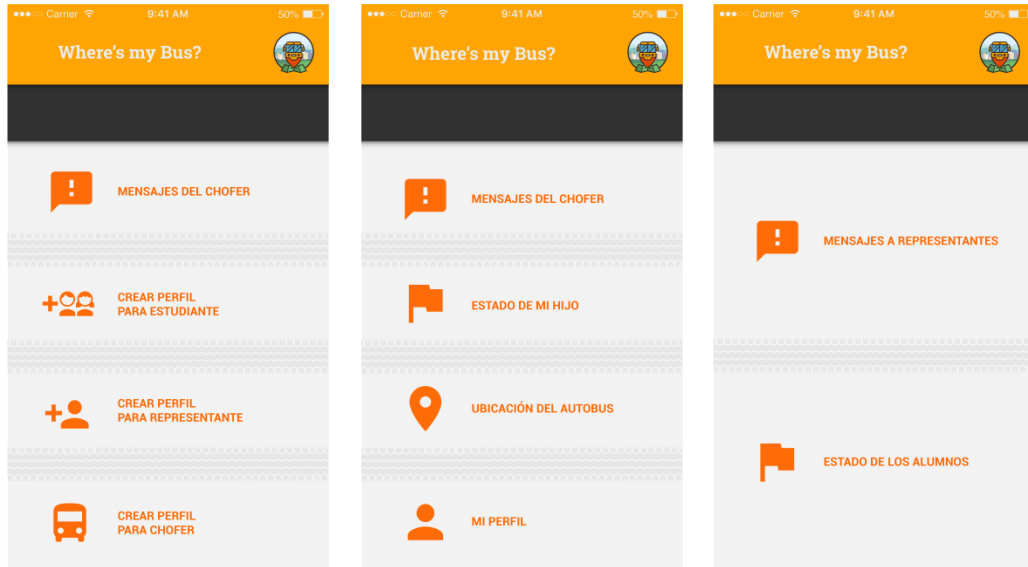 Carrier 9:41 AM 50%
Where's my Bus?
MENSAJES DEL CHOFER
CREAR PERFIL
PARA ESTUDIANTE
CREAR PERFIL
PARA REPRESENTANTE
CREAR PERFIL
PARA CHOFER
Carrier 9:41 AM 50%
Where's my Bus?
MENSAJES DEL CHOFER
ESTADO DE MI HIJO
UBICACIÓN DEL AUTOBUS
MI PERFIL
Carrier 9:41 AM 50%
Where's my Bus?
MENSAJES A REPRESENTANTES
ESTADO DE LOS ALUMNOS